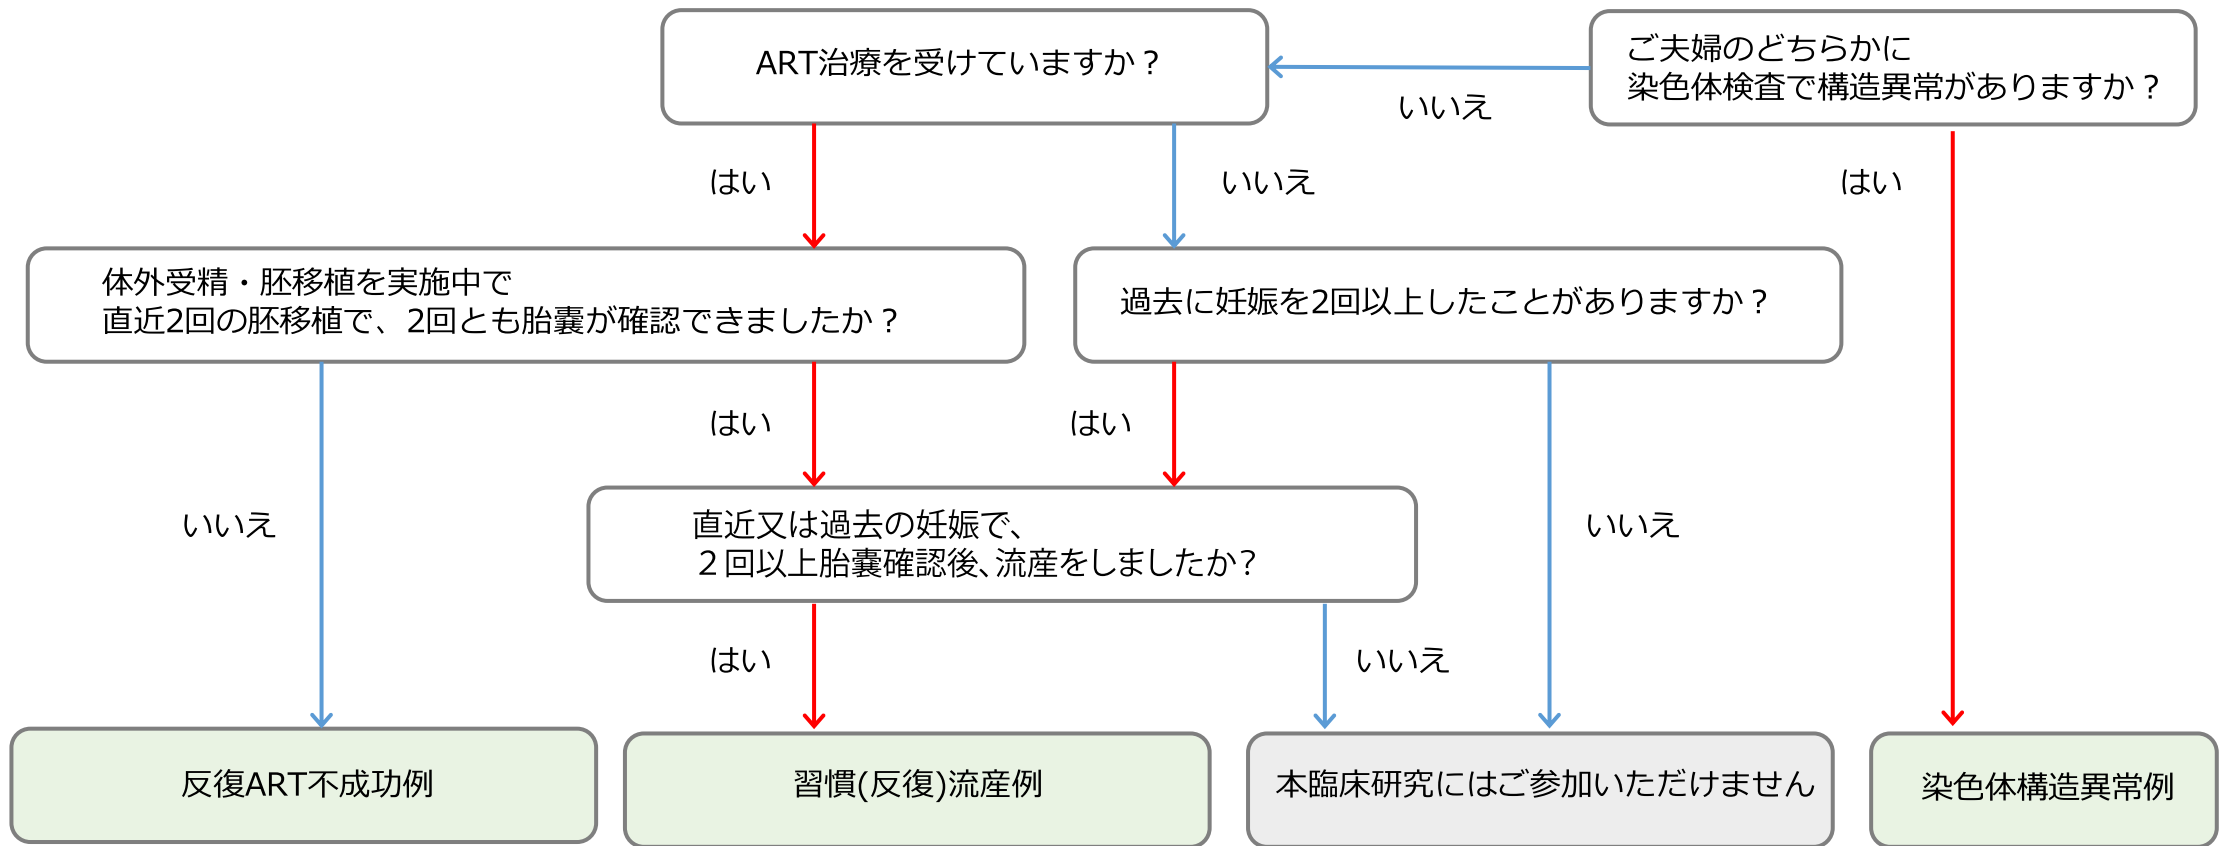 ART治療を受けていますか？
ご夫婦のどちらかに
染色体検査で構造異常がありますか？
いいえ
はい
いいえ
はい
体外受精・胚移植を実施中で
直近2回の胚移植で、2回とも胎嚢が確認できましたか？
過去に妊娠を2回以上したことがありますか？
はい
はい
いいえ
いいえ
直近又は過去の妊娠で、
２回以上胎嚢確認後､流産をしましたか？
はい
いいえ
反復ART不成功例
習慣(反復)流産例
本臨床研究にはご参加いただけません
染色体構造異常例